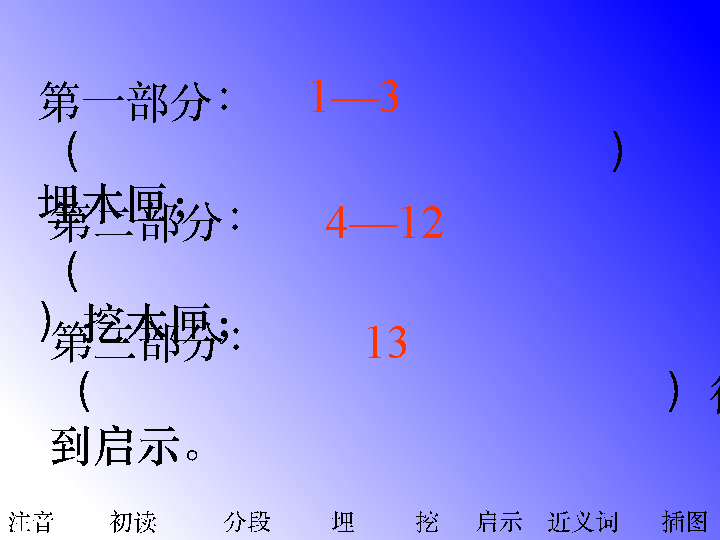 第一部分： 1—3
( )
埋木匣；
第二部分： 4—12
(
) 挖木匣；
第三部分： 13
( ) 得
到启示。
注音 初读 分段 埋 挖 启示 近义词 插图